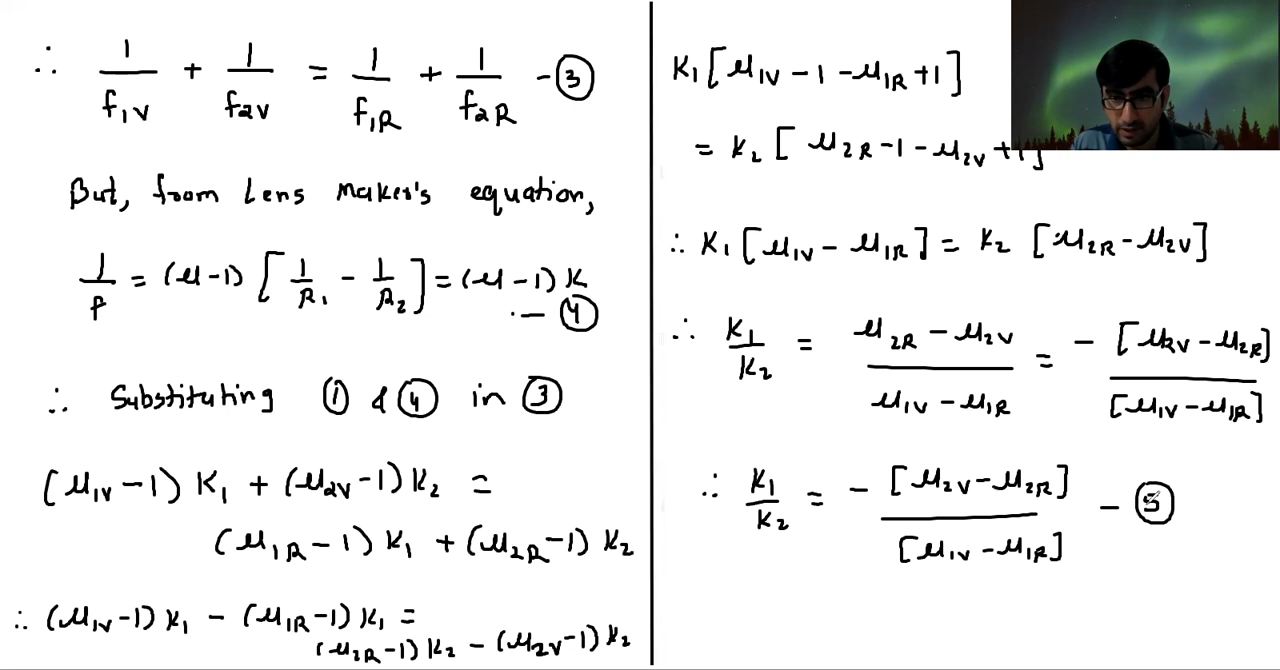 ∴ 1/f₁V + 1/f₂V = 1/f₁R + 1/f₂R - ③
But, from Lens Maker's equation,
1/f = (μ-1) [1/R₁ - 1/R₂] = (μ-1) K
.— ④
∴ Substituting ① & ④ in ③
(μ₁V - 1) K₁ + (μ₂V - 1) K₂ =
(μ₁R - 1) K₁ + (μ₂R - 1) K₂
∴ (μ₁V - 1) K₁ - (μ₁R - 1) K₁ =
(μ₂R - 1) K₂ - (μ₂V - 1) K₂
K₁ [μ₁V - 1 - μ₁R + 1]
= K₂ [μ₂R - 1 - μ₂V + 1]
∴ K₁ [μ₁V - μ₁R] = K₂ [μ₂R - μ₂V]
∴ K₁/K₂ = (μ₂R - μ₂V)/(μ₁V - μ₁R) = - [μ₂V - μ₂R]/[μ₁V - μ₁R]
∴ K₁/K₂ = - [μ₂V - μ₂R]/[μ₁V - μ₁R] - ⑤